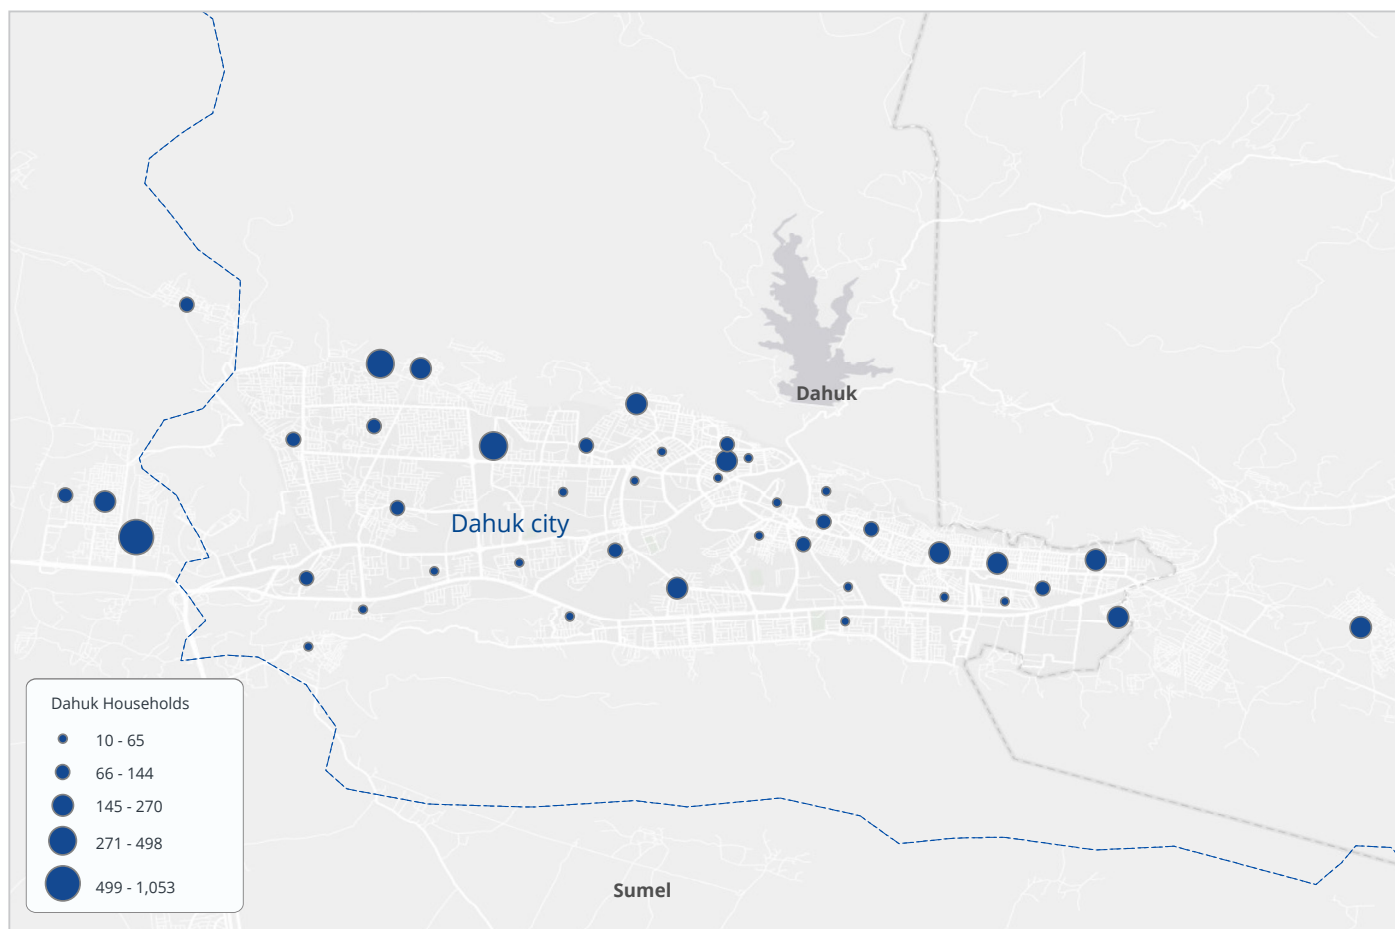 Dahuk
Dahuk city
Dahuk Households
10 - 65
66 - 144
145 - 270
271 - 498
499 - 1,053
Sumel